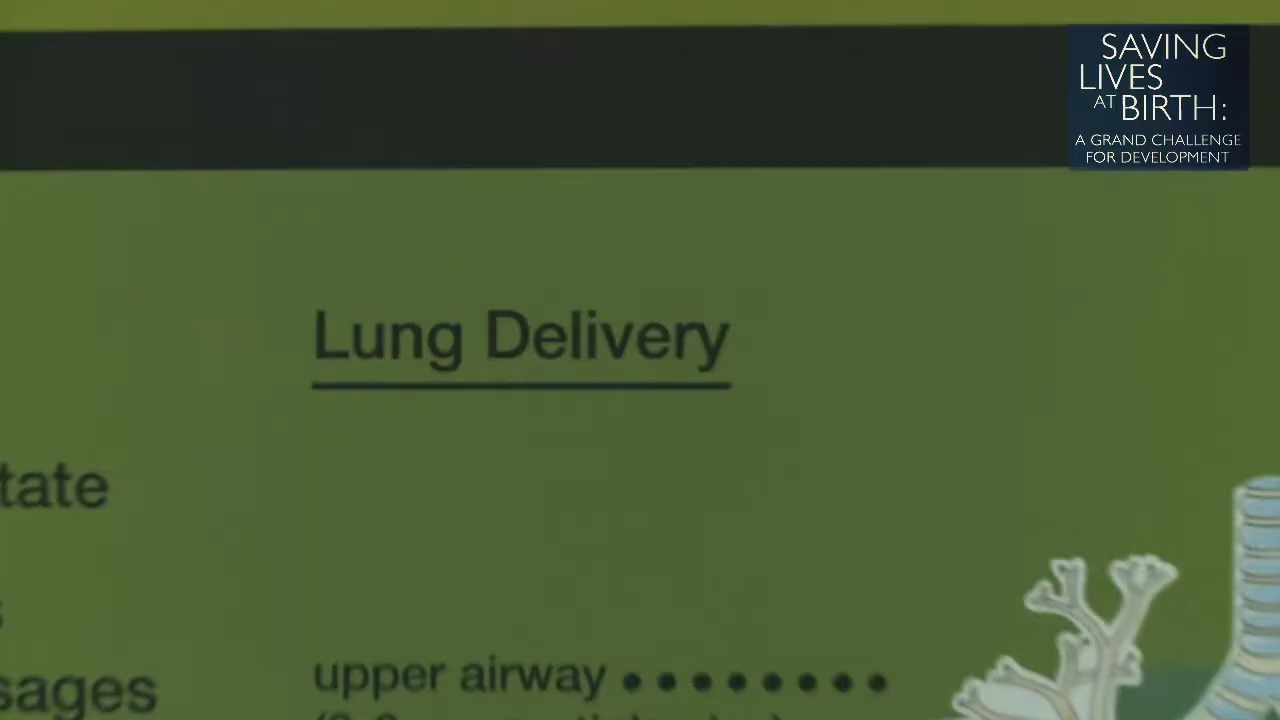 SAVING
LIVES
AT BIRTH:
A GRAND CHALLENGE
FOR DEVELOPMENT
Lung Delivery
tate
upper airway ••••••••
sages